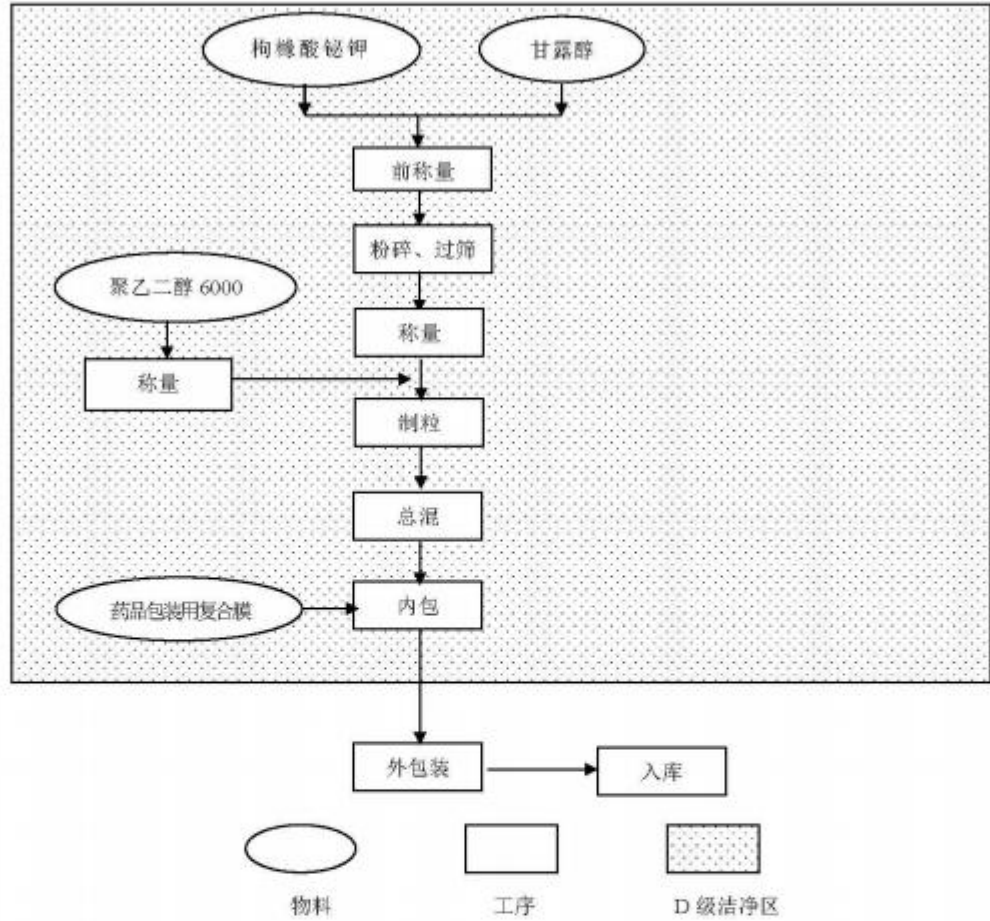 枸橼酸铋钾
甘露醇
前称量
粉碎、过筛
聚乙二醇 6000
称量
称量
制粒
总混
药品包装用复合膜
内包
外包装
入库
物料
工序
D 级洁净区